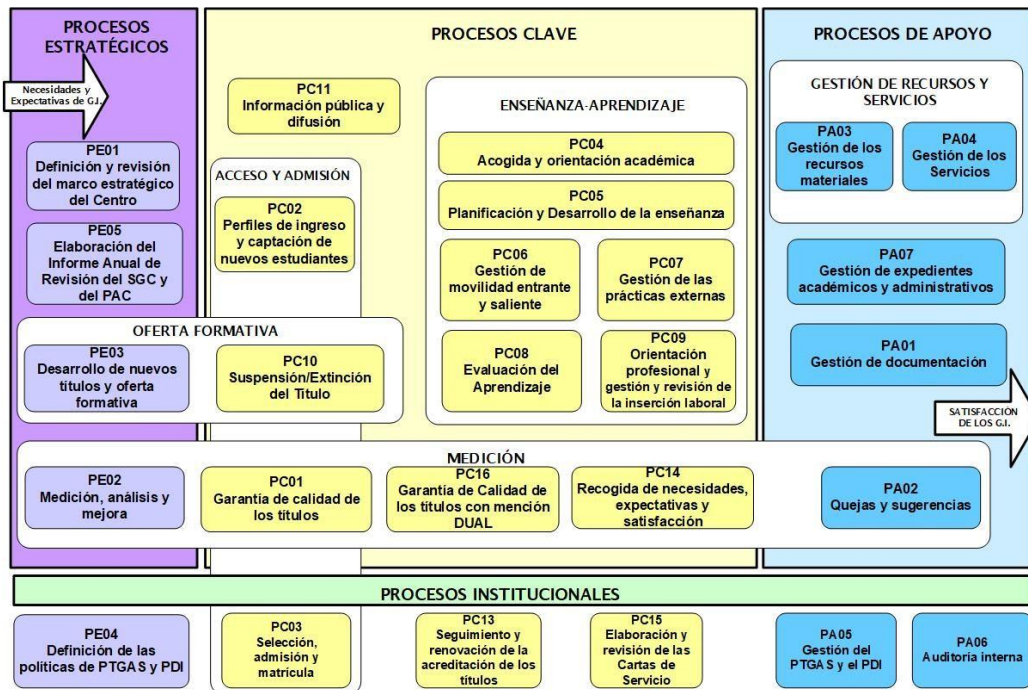 PROCESOS
ESTRATÉGICOS
Necesidades y
Expectativas de G.I.
PE01
Definición y revisión
del marco estratégico
del Centro
PE05
Elaboración del
Informe Anual de
Revisión del SGC y
del PAC
PROCESOS CLAVE
PC11
Información pública y
difusión
ACCESO Y ADMISIÓN
PC02
Perfiles de ingreso
y captación de
nuevos estudiantes
ENSEÑANZA-APRENDIZAJE
PC04
Acogida y orientación académica
PC05
Planificación y Desarrollo de la enseñanza
PC06
Gestión de
movilidad entrante
y saliente
PC07
Gestión de las
prácticas externas
PC08
Evaluación del
Aprendizaje
PC09
Orientación
profesional y
gestión y revisión de
la inserción laboral
OFERTA FORMATIVA
PE03
Desarrollo de nuevos
títulos y oferta
formativa
PC10
Suspensión/Extinción
del Título
PROCESOS DE APOYO
GESTIÓN DE RECURSOS Y
SERVICIOS
PA03
Gestión de los
recursos
materiales
PA04
Gestión de los
Servicios
PA07
Gestión de expedientes
académicos y administrativos
PA01
Gestión de documentación
SATISFACCIÓN
DE LOS G.I.
MEDICIÓN
PE02
Medición, análisis y
mejora
PC01
Garantía de calidad de
los títulos
PC16
Garantía de Calidad de
los títulos con mención
DUAL
PC14
Recogida de necesidades,
expectativas y
satisfacción
PA02
Quejas y sugerencias
PROCESOS INSTITUCIONALES
PE04
Definición de las
políticas de PTGAS y PDI
PC03
Selección,
admisión y
matrícula
PC13
Seguimiento y
renovación de la
acreditación de los
títulos
PC15
Elaboración y
revisión de las
Cartas de
Servicio
PA05
Gestión del
PTGAS y el PDI
PA06
Auditoría interna